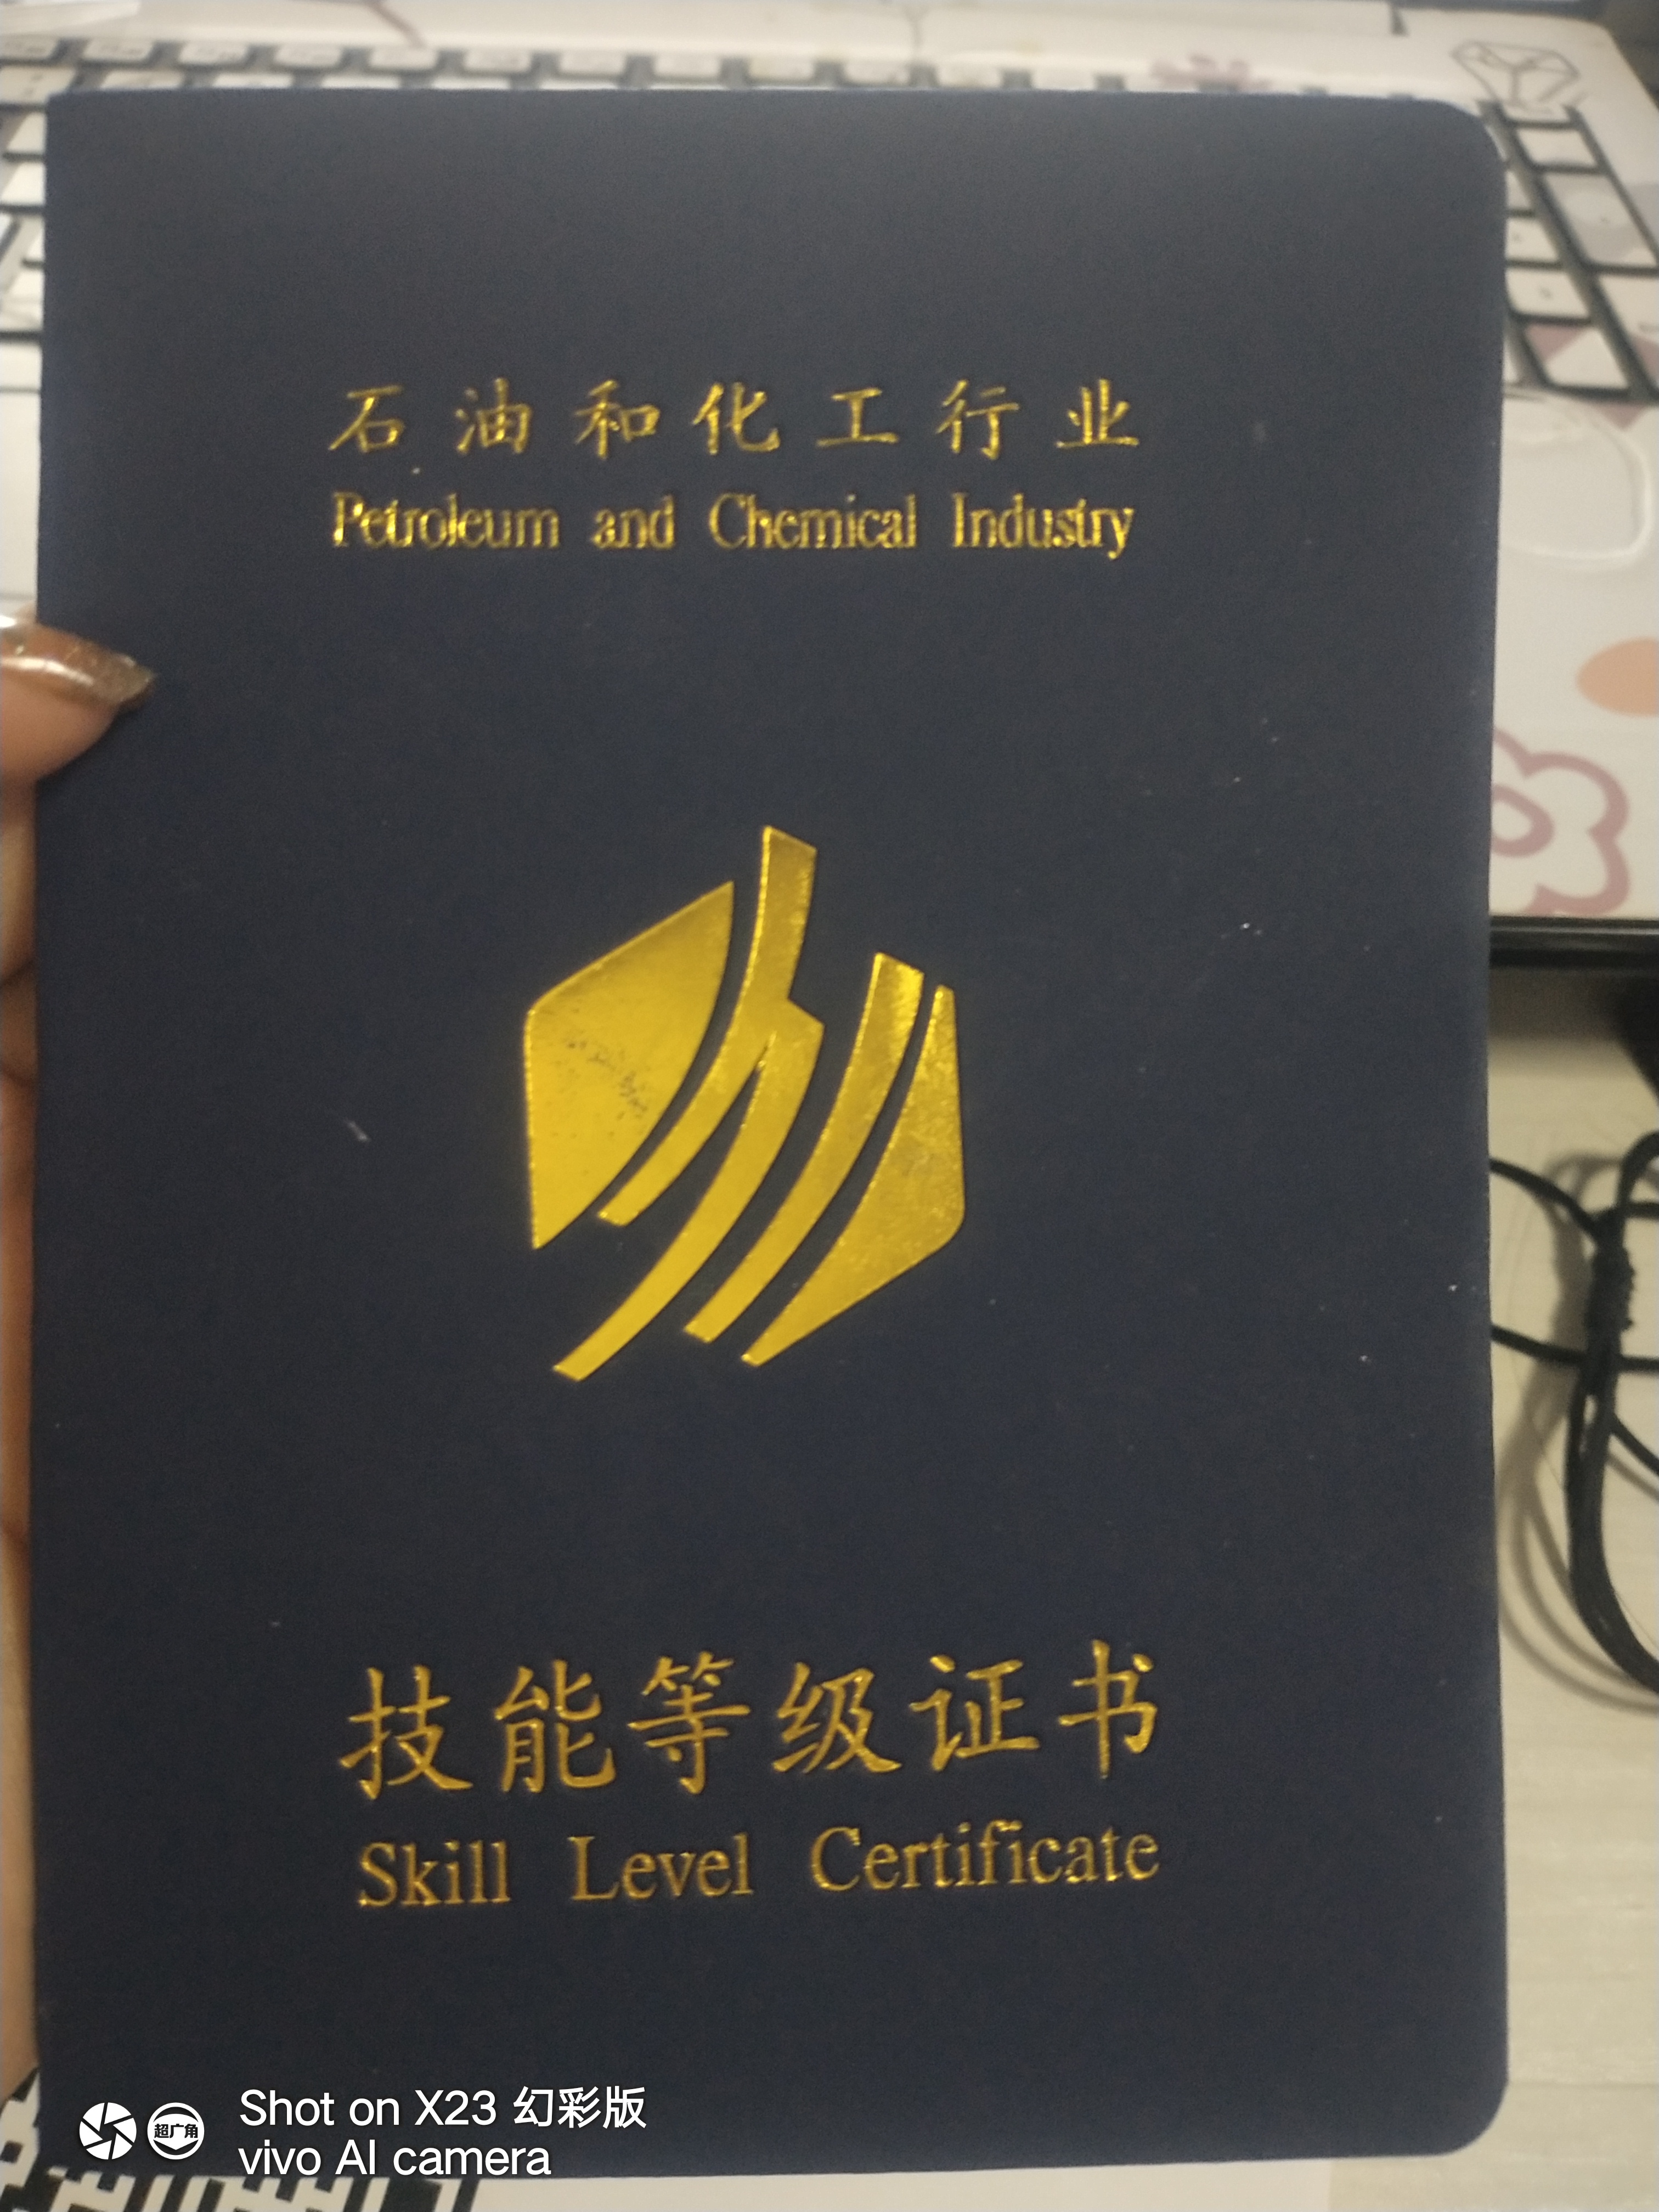 石油和化工行业
Petroleum and Chemical Industry
技能等级证书
Skill Level Certificate
超广角
Shot on X23 幻彩版
vivo AI camera